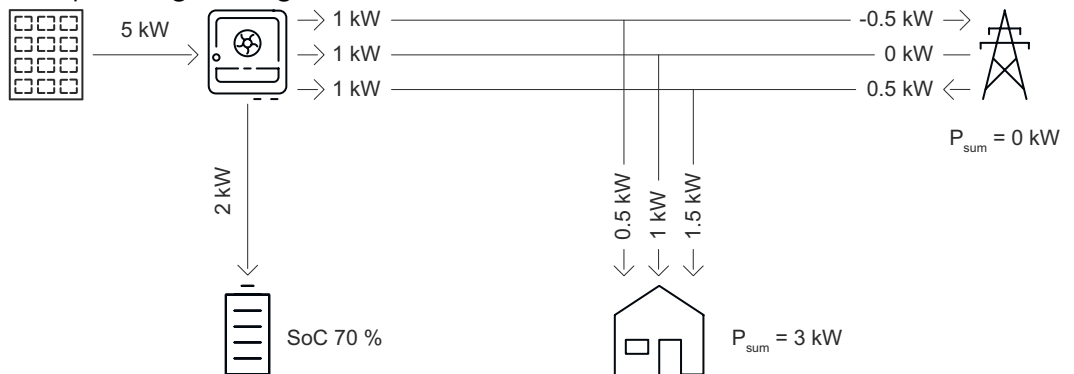 5 kW
1 kW
-0.5 kW
1 kW
0 kW
1 kW
0.5 kW
P_sum = 0 kW
2 kW
0.5 kW
1 kW
1.5 kW
SoC 70 %
P_sum = 3 kW